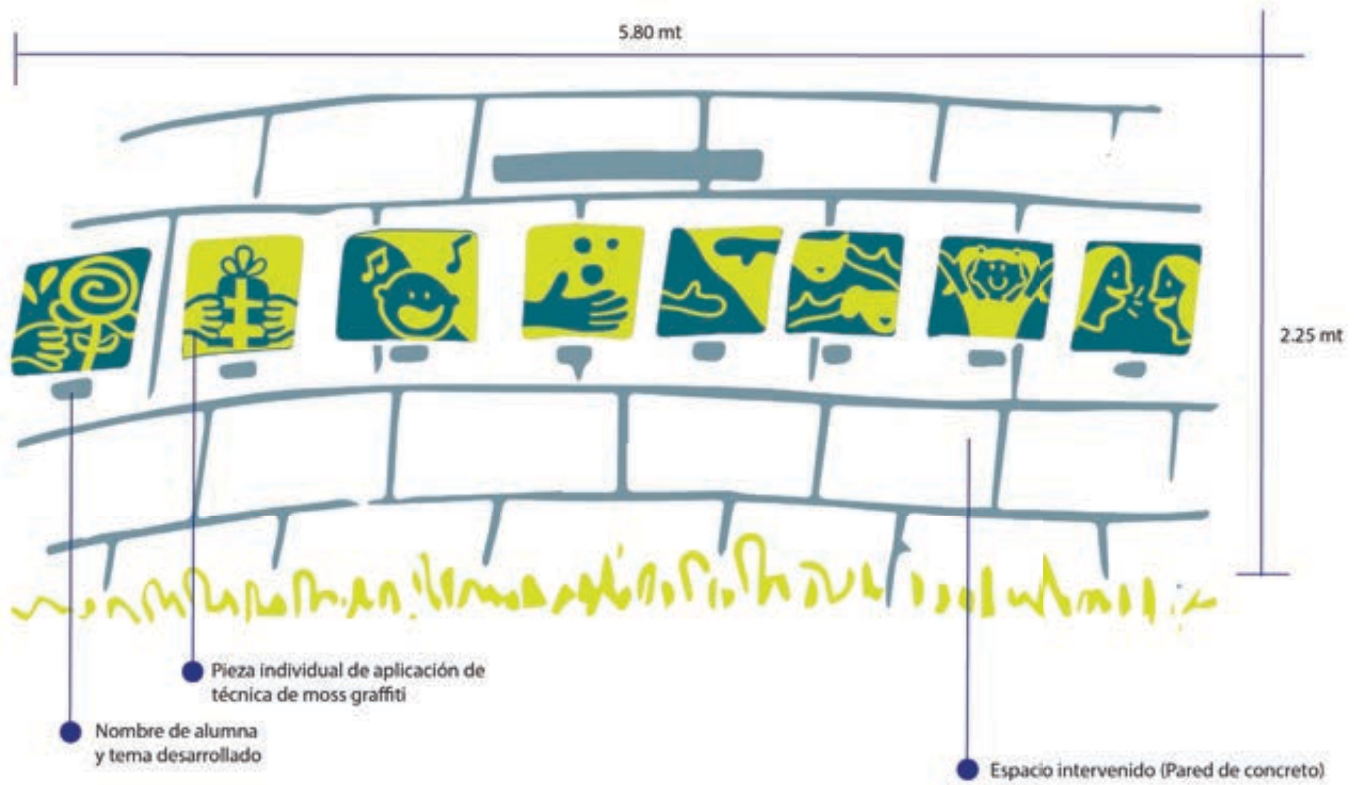 5.80 mt
2.25 mt
Pieza individual de aplicación de
técnica de moss graffiti
Nombre de alumna
y tema desarrollado
Espacio intervenido (Pared de concreto)